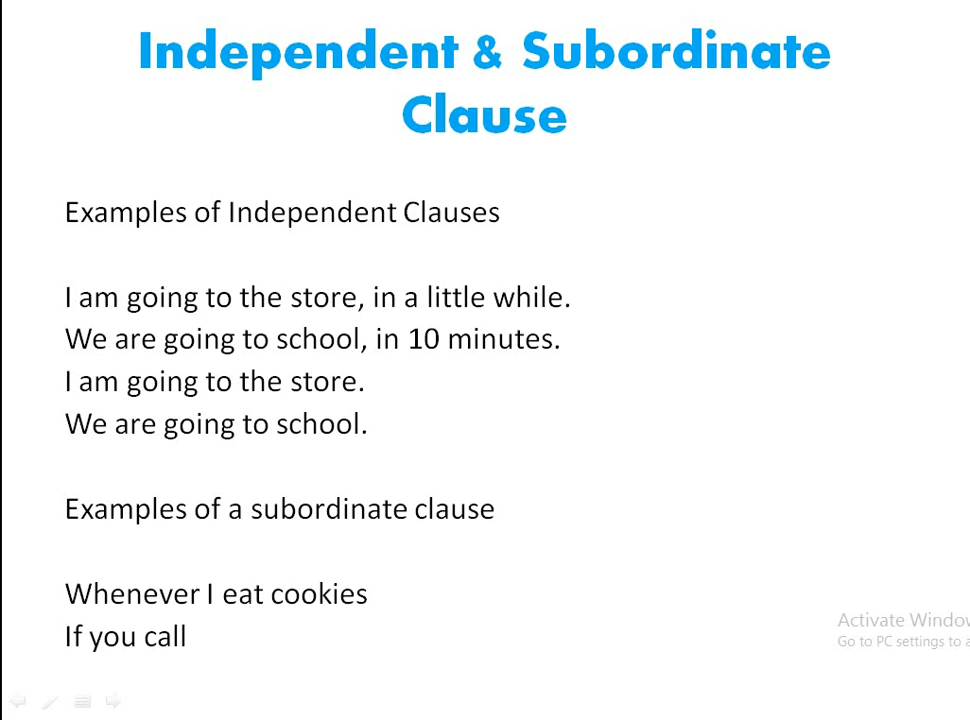 Independent & Subordinate
Clause
Examples of Independent Clauses
I am going to the store, in a little while.
We are going to school, in 10 minutes.
I am going to the store.
We are going to school.
Examples of a subordinate clause
Whenever I eat cookies
If you call
Activate Window
Go to PC settings to a